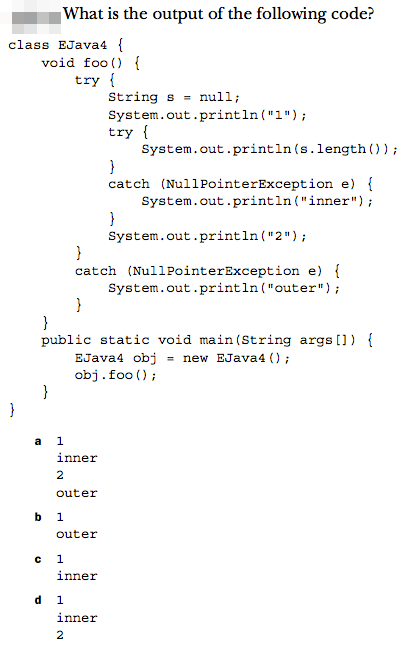 What is the output of the following code?
class EJava4 {
    void foo() {
        try {
            String s = null;
            System.out.println("1");
            try {
                System.out.println(s.length());
            }
            catch (NullPointerException e) {
                System.out.println("inner");
            }
            System.out.println("2");
        }
        catch (NullPointerException e) {
            System.out.println("outer");
        }
    }
    public static void main(String args[]) {
        EJava4 obj = new EJava4();
        obj.foo();
    }
}
a 1
inner
2
outer
b 1
outer
c 1
inner
d 1
inner
2